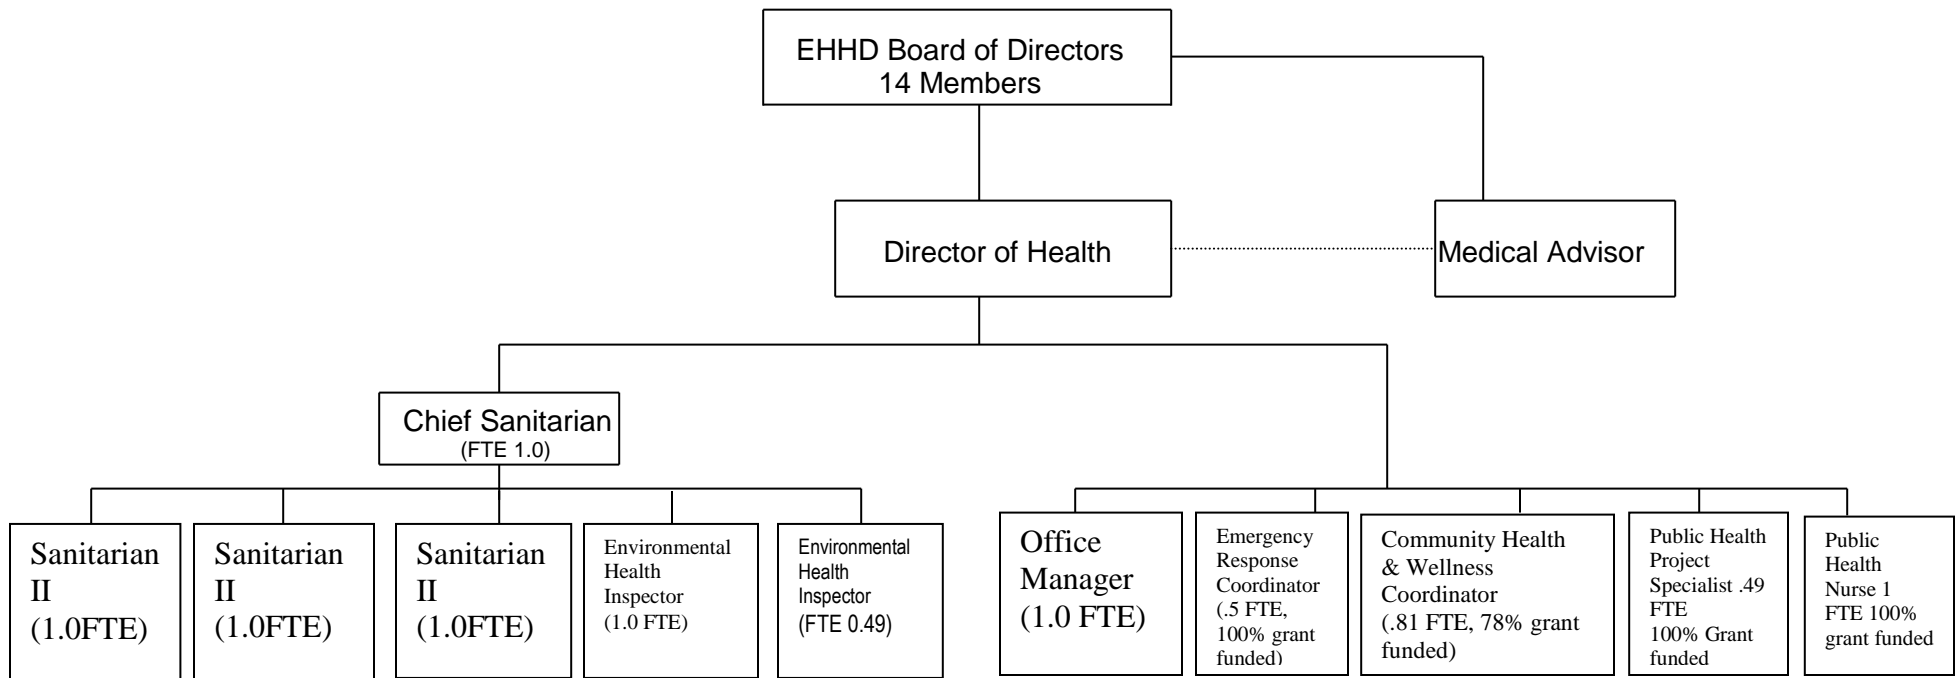 EHHD Board of Directors
14 Members
Director of Health
Medical Advisor
Chief Sanitarian
(FTE 1.0)
Sanitarian
II
(1.0FTE)
Sanitarian
II
(1.0FTE)
Sanitarian
II
(1.0FTE)
Environmental
Health
Inspector
(1.0 FTE)
Environmental
Health
Inspector
(FTE 0.49)
Office
Manager
(1.0 FTE)
Emergency
Response
Coordinator
(.5 FTE,
100% grant
funded)
Community Health
& Wellness
Coordinator
(.81 FTE, 78% grant
funded)
Public Health
Project
Specialist .49
FTE
100% Grant
funded
Public
Health
Nurse 1
FTE 100%
grant funded